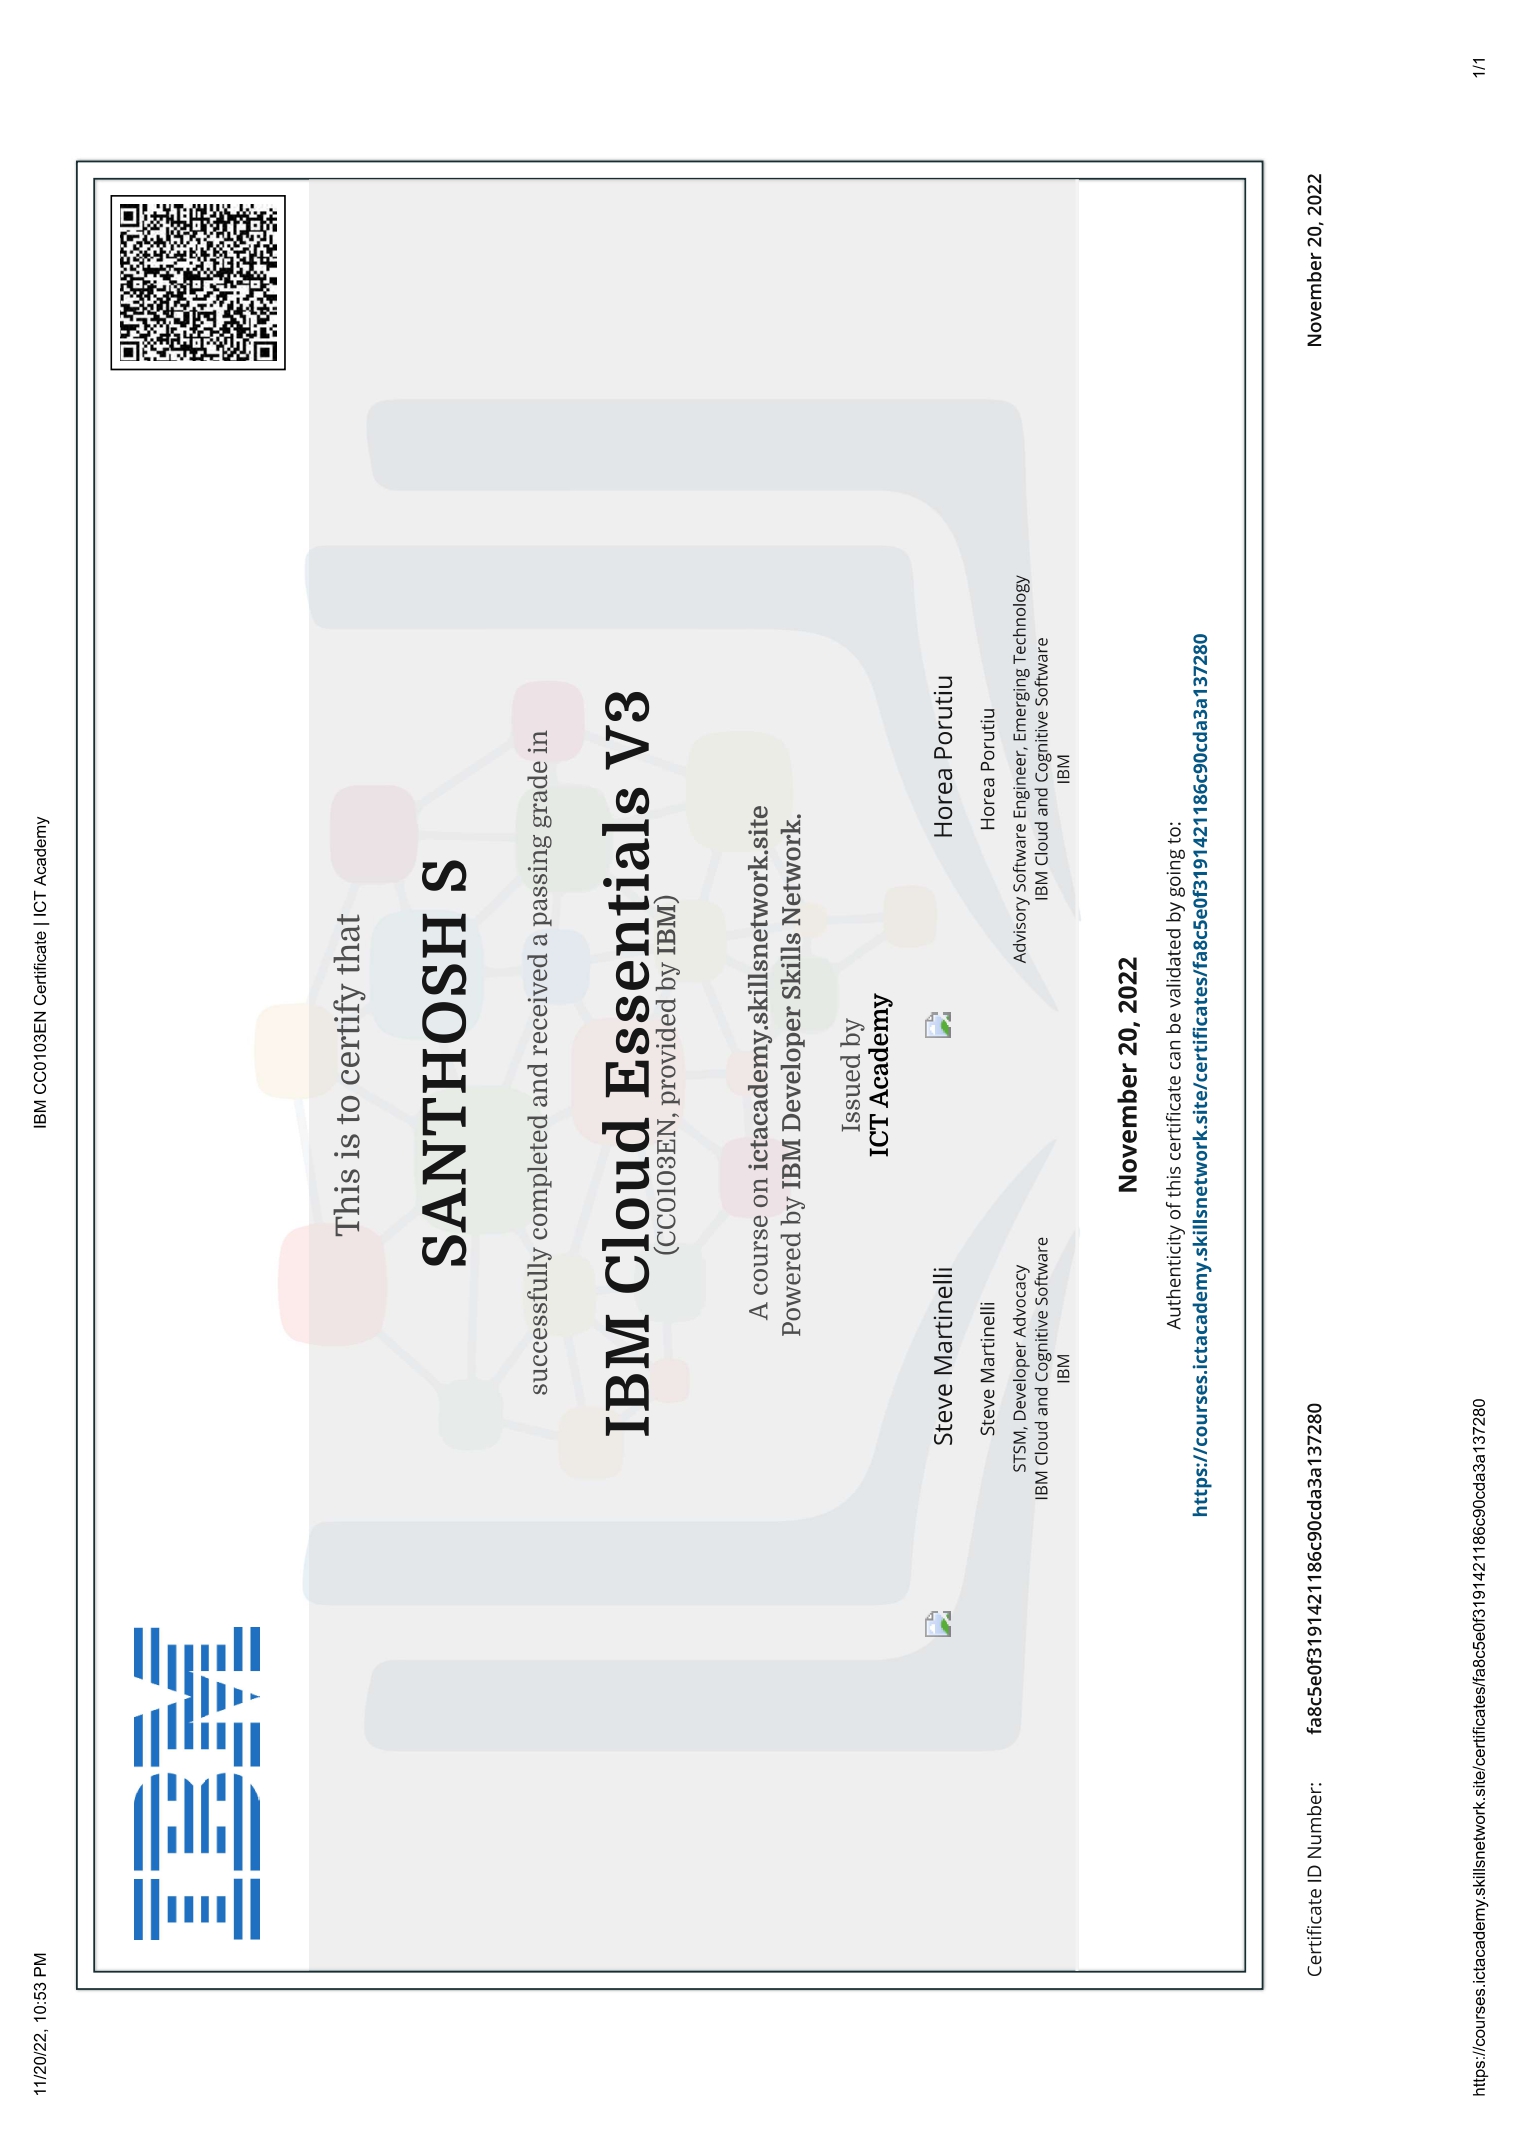 11/20/22, 10:53 PM
IBM CC0103EN Certificate | ICT Academy
IBM
This is to certify that
SANTHOSH S
successfully completed and received a passing grade in
IBM Cloud Essentials V3
(CC0103EN, provided by IBM)
A course on ictacademy.skillsnetwork.site
Powered by IBM Developer Skills Network.
Issued by
ICT Academy
Steve Martinelli
Steve Martinelli
STSM, Developer Advocacy
IBM Cloud and Cognitive Software
IBM
Horea Porutiu
Horea Porutiu
Advisory Software Engineer, Emerging Technology
IBM Cloud and Cognitive Software
IBM
November 20, 2022
Authenticity of this certificate can be validated by going to:
https://courses.ictacademy.skillsnetwork.site/certificates/fa8c5e0f3191421186c90cda3a137280
Certificate ID Number: fa8c5e0f3191421186c90cda3a137280
November 20, 2022
https://courses.ictacademy.skillsnetwork.site/certificates/fa8c5e0f3191421186c90cda3a137280
1/1